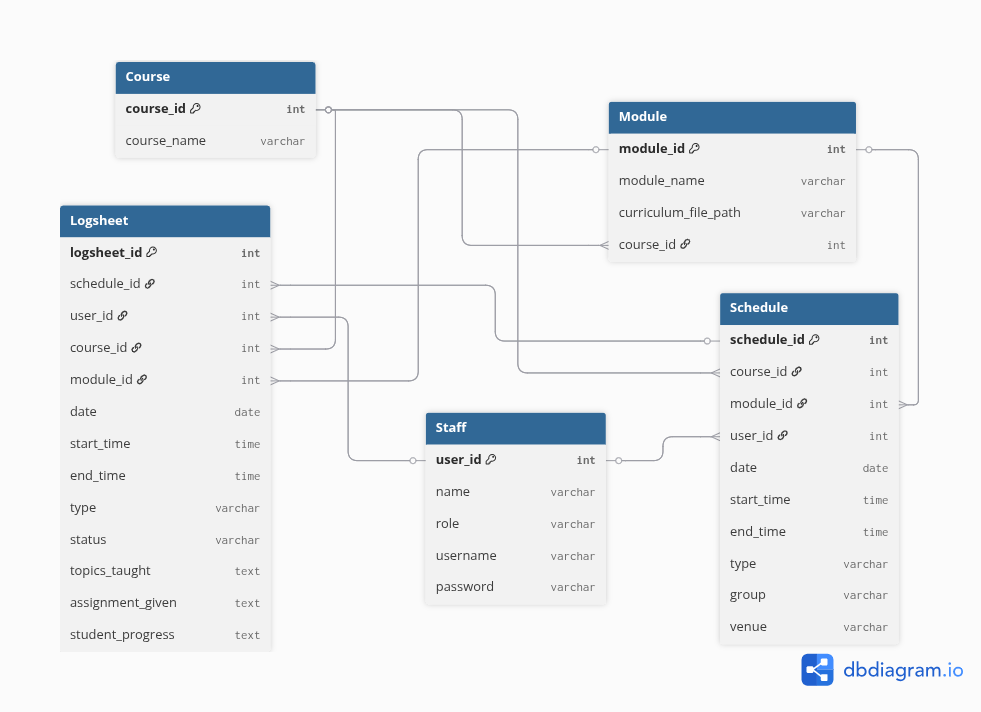 Course
course_id int
course_name varchar
Module
module_id int
module_name varchar
curriculum_file_path varchar
course_id int
Logsheet
logsheet_id int
schedule_id int
user_id int
course_id int
module_id int
date date
start_time time
end_time time
type varchar
status varchar
topics_taught text
assignment_given text
student_progress text
Schedule
schedule_id int
course_id int
module_id int
user_id int
date date
start_time time
end_time time
type varchar
group varchar
venue varchar
Staff
user_id int
name varchar
role varchar
username varchar
password varchar
dbdiagram.io